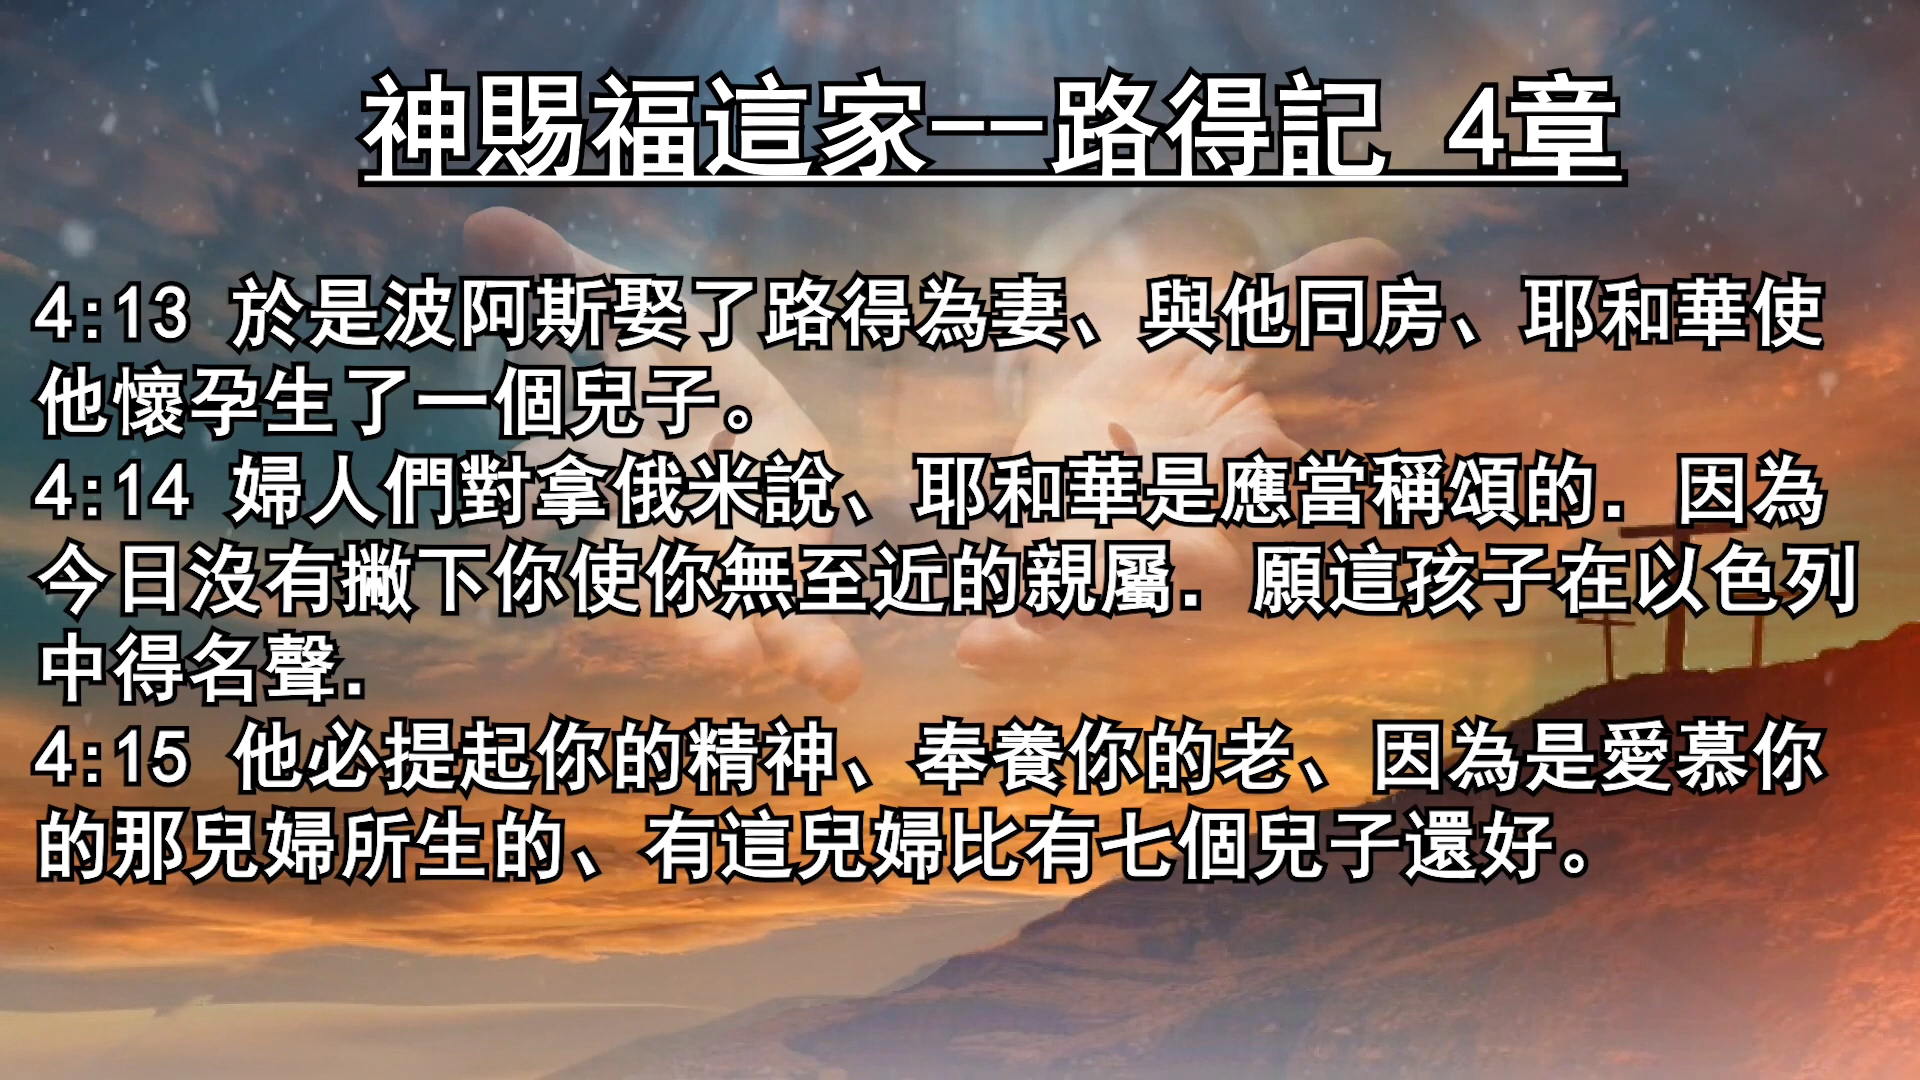 神賜福這家--路得記 4章
4:13 於是波阿斯娶了路得為妻、與他同房、耶和華使
他懷孕生了一個兒子。
4:14 婦人們對拿俄米說、耶和華是應當稱頌的．因為
今日沒有撇下你使你無至近的親屬．願這孩子在以色列
中得名聲．
4:15 他必提起你的精神、奉養你的老、因為是愛慕你
的那兒婦所生的、有這兒婦比有七個兒子還好。